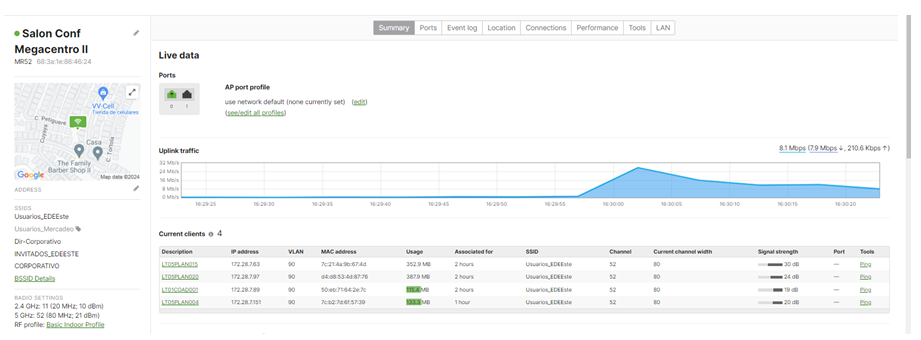 Salon Conf
Megacentro II
MR52 68:3a:1e:86:46:24
VV Cell
Tienda de celulares
C. Petiguere
Cuyaya
C. Tortola
Casa
The Family
Barber Shop II
Google
Map data ©2024
ADDRESS
SSIDS
Usuarios_EDEEste
Usuarios_Mercadeo
Dir-Corporativo
INVITADOS_EDEESTE
CORPORATIVO
BSSID Details
RADIO SETTINGS
2.4 GHz: 11 (20 MHz; 10 dBm)
5 GHz: 52 (80 MHz; 21 dBm)
RF profile: Basic Indoor Profile
Summary Ports Event log Location Connections Performance Tools LAN
Live data
Ports
0 1
AP port profile
use network default (none currently set) (edit)
(see/edit all profiles)
Uplink traffic
8.1 Mbps (7.9 Mbps ↓, 210.6 Kbps ↑)
32 Mb/s
24 Mb/s
16 Mb/s
8 Mb/s
0 Mb/s
16:29:25 16:29:30 16:29:35 16:29:40 16:29:45 16:29:50 16:29:55 16:30:00 16:30:05 16:30:10 16:30:15 16:30:20
Current clients 4
Description IP address VLAN MAC address Usage Associated for SSID Channel Current channel width Signal strength Port Tools
LT05PLAN015 172.28.7.63 90 7c:21:4a:9b:67:4d 352.9 MB 2 hours Usuarios_EDEEste 52 80 30 dB — Ping
LT05PLAN020 172.28.7.97 90 d4:d8:53:4d:87:76 387.9 MB 2 hours Usuarios_EDEEste 52 80 24 dB — Ping
LT01COAD001 172.28.7.89 90 50:eb:71:64:2e:7c 115.4 MB 2 hours Usuarios_EDEEste 52 80 19 dB — Ping
LT05PLAN004 172.28.7.151 90 7c:b2:7d:6f:57:39 133.3 MB 1 hour Usuarios_EDEEste 52 80 20 dB — Ping